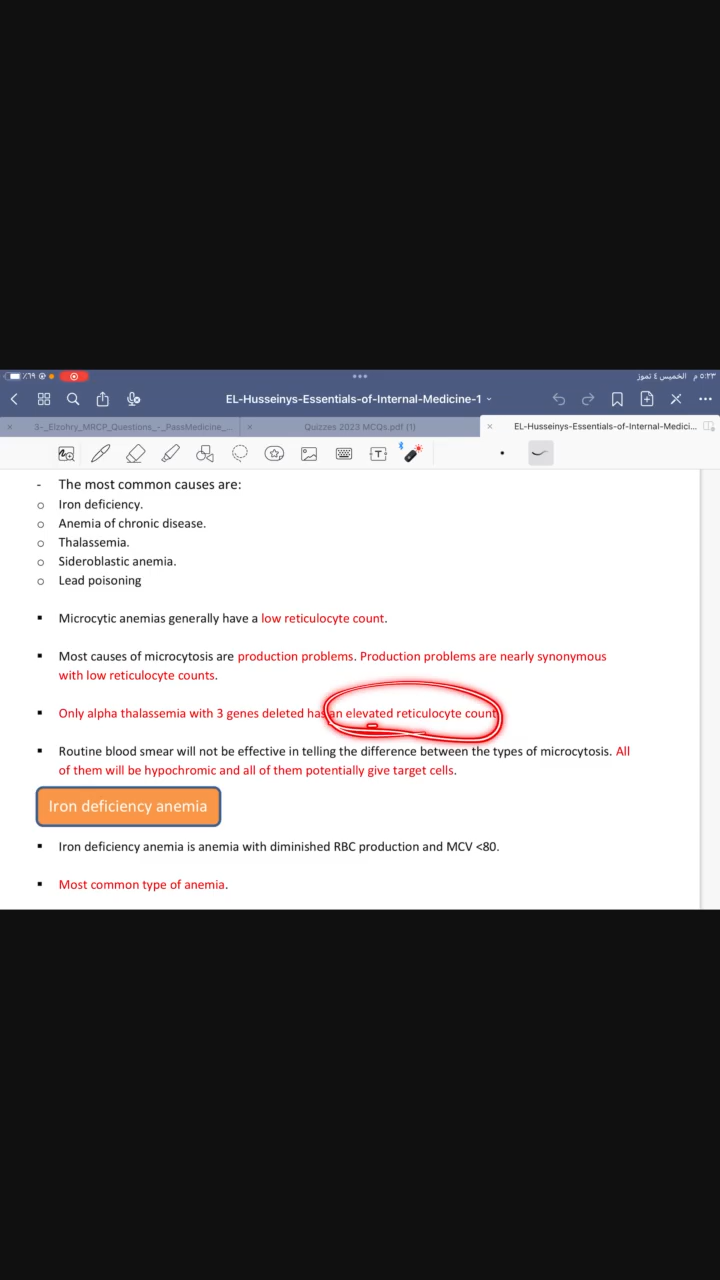 ٪٦٩
٥:٢٣ م الخميس ٤ تموز
EL-Husseinys-Essentials-of-Internal-Medicine-1
3-_Elzohry_MRCP_Questions_-_PassMedicine_...
Quizzes 2023 MCQs.pdf (1)
EL-Husseinys-Essentials-of-Internal-Medici...
- The most common causes are:
o Iron deficiency.
o Anemia of chronic disease.
o Thalassemia.
o Sideroblastic anemia.
o Lead poisoning
▪ Microcytic anemias generally have a low reticulocyte count.
▪ Most causes of microcytosis are production problems. Production problems are nearly synonymous
with low reticulocyte counts.
▪ Only alpha thalassemia with 3 genes deleted has an elevated reticulocyte count
▪ Routine blood smear will not be effective in telling the difference between the types of microcytosis. All
of them will be hypochromic and all of them potentially give target cells.
Iron deficiency anemia
▪ Iron deficiency anemia is anemia with diminished RBC production and MCV <80.
▪ Most common type of anemia.